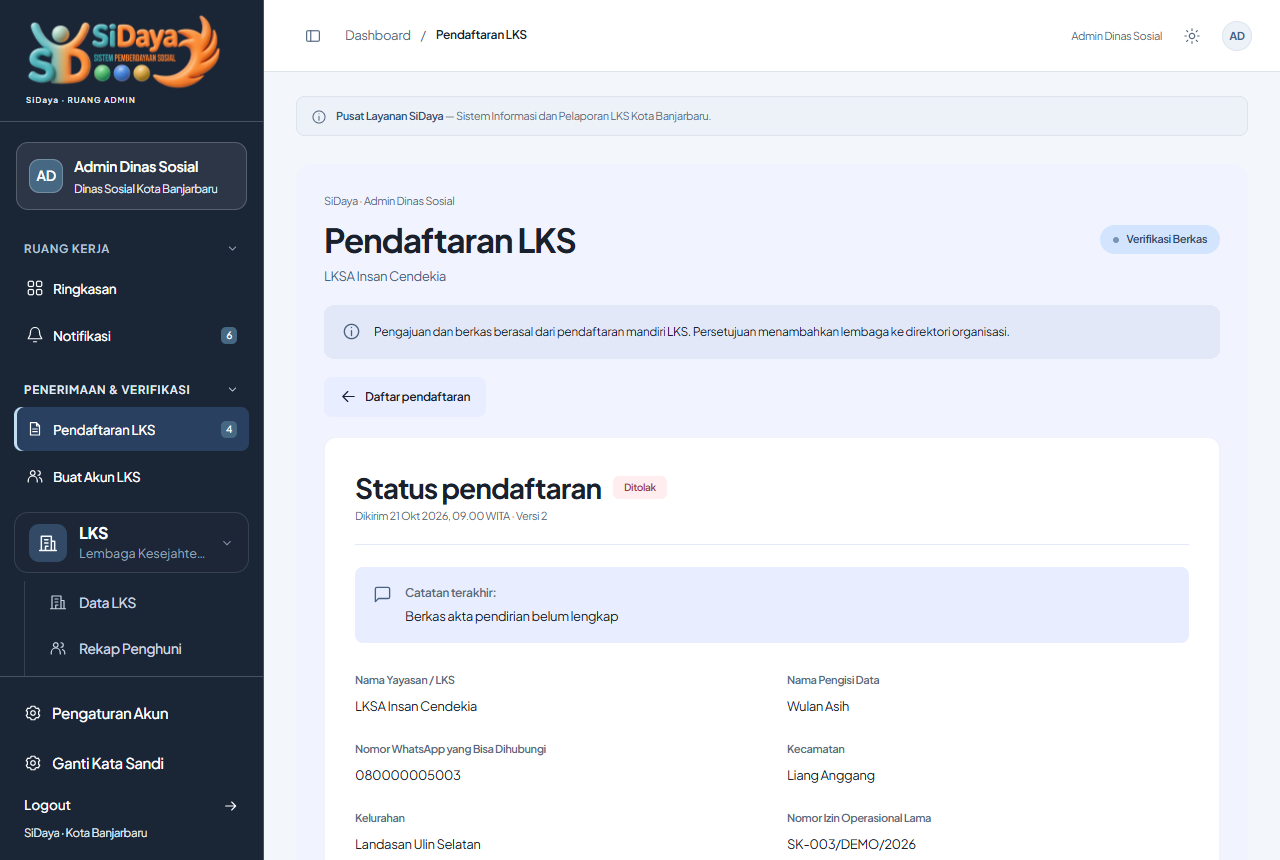 SiDaya
SISTEM PEMBERDAYAAN SOSIAL
SiDaya · RUANG ADMIN
AD
Admin Dinas Sosial
Dinas Sosial Kota Banjarbaru
RUANG KERJA
Ringkasan
Notifikasi 6
PENERIMAAN & VERIFIKASI
Pendaftaran LKS 4
Buat Akun LKS
LKS
Lembaga Kesejahte...
Data LKS
Rekap Penghuni
Pengaturan Akun
Ganti Kata Sandi
Logout
SiDaya · Kota Banjarbaru
Dashboard / Pendaftaran LKS
Admin Dinas Sosial
AD
Pusat Layanan SiDaya — Sistem Informasi dan Pelaporan LKS Kota Banjarbaru.
SiDaya · Admin Dinas Sosial
Pendaftaran LKS
Verifikasi Berkas
LKSA Insan Cendekia
Pengajuan dan berkas berasal dari pendaftaran mandiri LKS. Persetujuan menambahkan lembaga ke direktori organisasi.
Daftar pendaftaran
Status pendaftaran Ditolak
Dikirim 21 Okt 2026, 09.00 WITA · Versi 2
Catatan terakhir:
Berkas akta pendirian belum lengkap
Nama Yayasan / LKS
LKSA Insan Cendekia
Nama Pengisi Data
Wulan Asih
Nomor WhatsApp yang Bisa Dihubungi
080000005003
Kecamatan
Liang Anggang
Kelurahan
Landasan Ulin Selatan
Nomor Izin Operasional Lama
SK-003/DEMO/2026